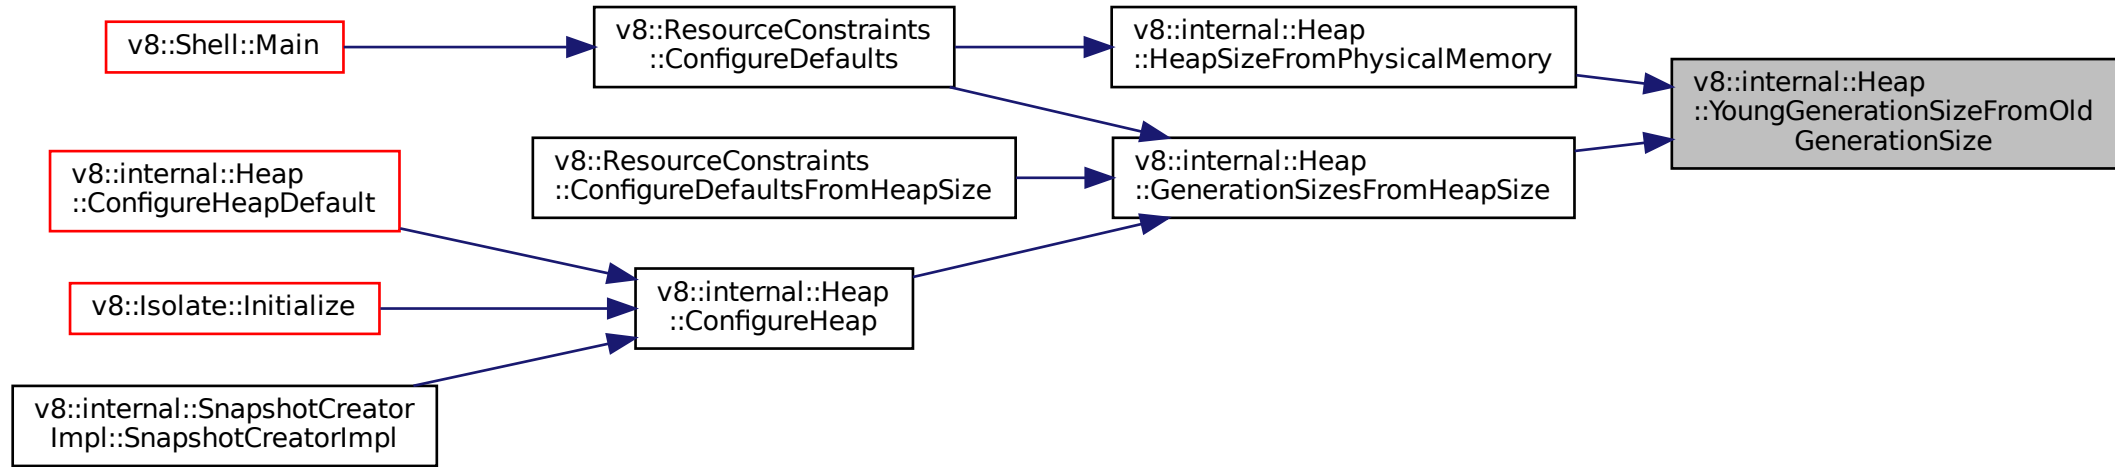 v8::Shell::Main
v8::ResourceConstraints
::ConfigureDefaults
v8::internal::Heap
::HeapSizeFromPhysicalMemory
v8::internal::Heap
::YoungGenerationSizeFromOld
GenerationSize
v8::internal::Heap
::ConfigureHeapDefault
v8::ResourceConstraints
::ConfigureDefaultsFromHeapSize
v8::internal::Heap
::GenerationSizesFromHeapSize
v8::Isolate::Initialize
v8::internal::Heap
::ConfigureHeap
v8::internal::SnapshotCreator
Impl::SnapshotCreatorImpl